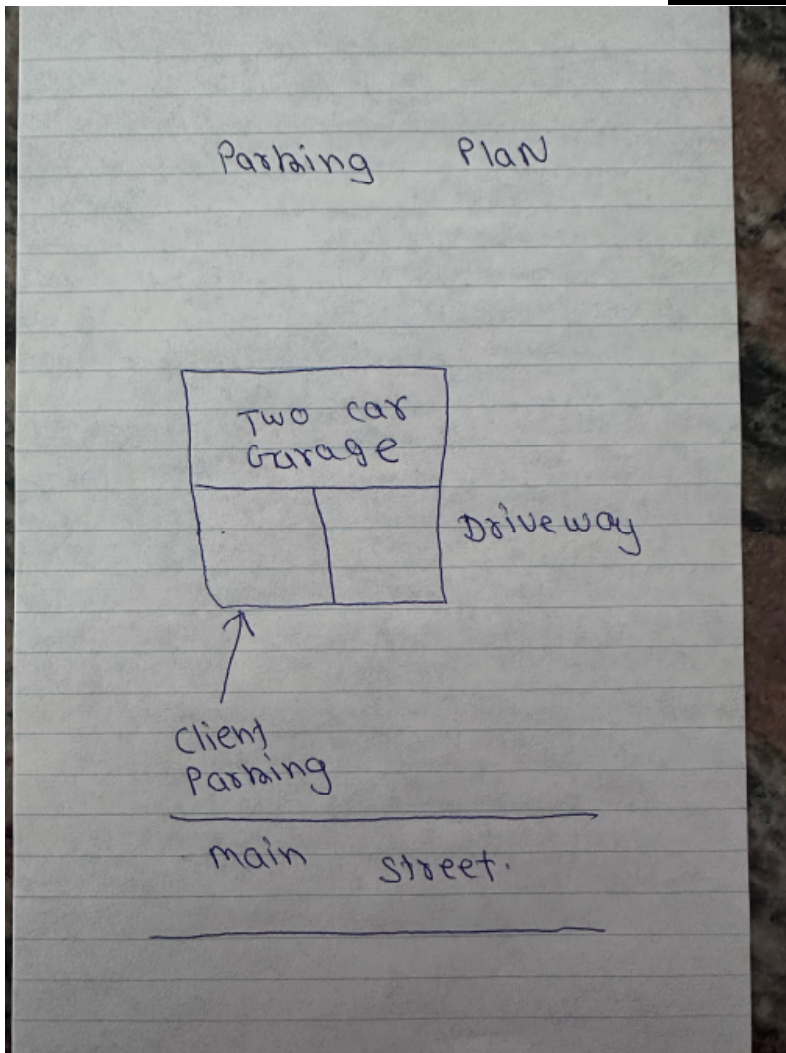 Parking Plan
Two car
Garage
Driveway
Client
Parking
main street.